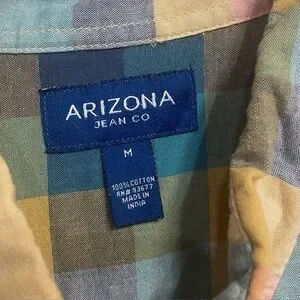 ARIZONA
JEAN CO
M
100% COTTON
RN# 93677
MADE IN
INDIA